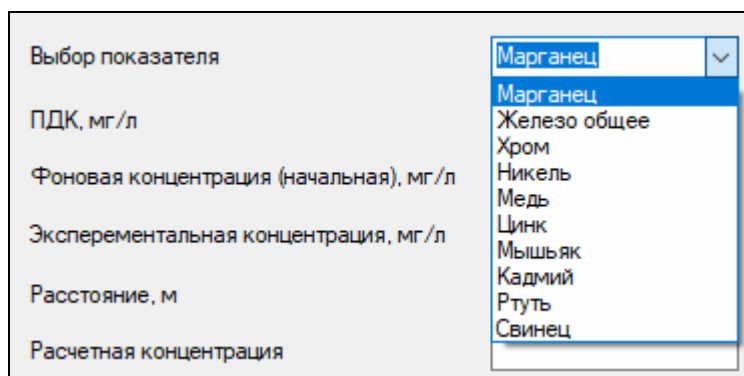 Выбор показателя
Марганец
Марганец
ПДК, мг/л
Железо общее
Хром
Фоновая концентрация (начальная), мг/л
Никель
Медь
Эксперементальная концентрация, мг/л
Цинк
Мышьяк
Кадмий
Расстояние, м
Ртуть
Свинец
Расчетная концентрация